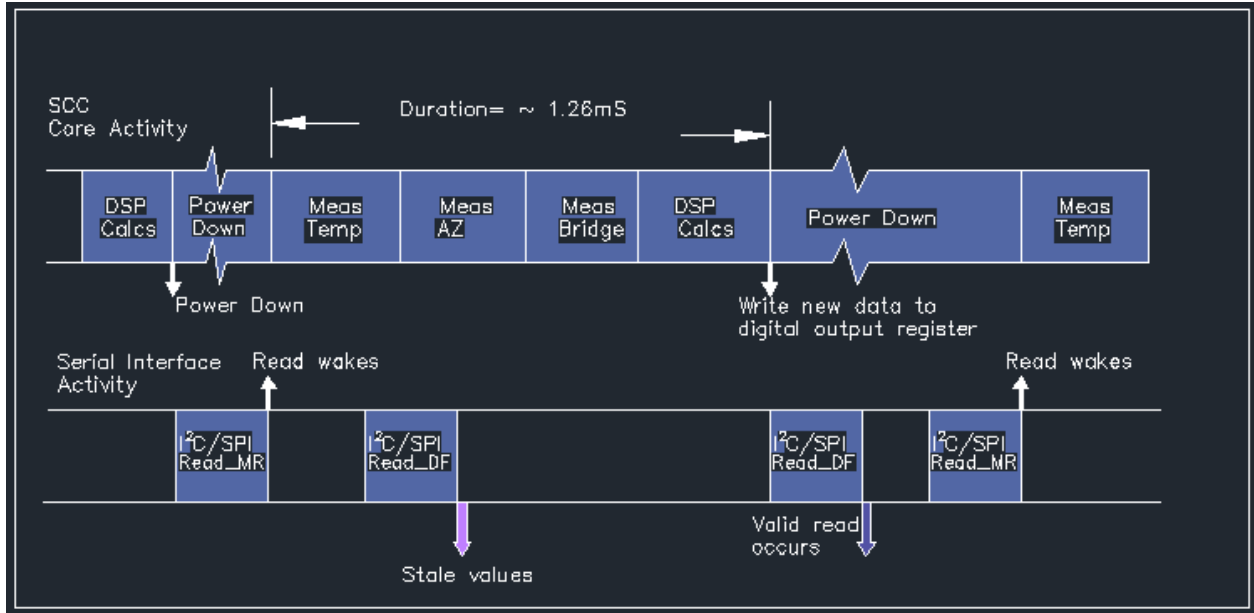 SCC
Core Activity
Duration= ~ 1.26mS
DSP
Calcs
Power
Down
Meas
Temp
Meas
AZ
Meas
Bridge
DSP
Calcs
Power Down
Meas
Temp
Power Down
Write new data to
digital output register
Serial Interface
Activity
Read wakes
Read wakes
I²C/SPI
Read_MR
I²C/SPI
Read_DF
I²C/SPI
Read_DF
I²C/SPI
Read_MR
Stale values
Valid read
occurs